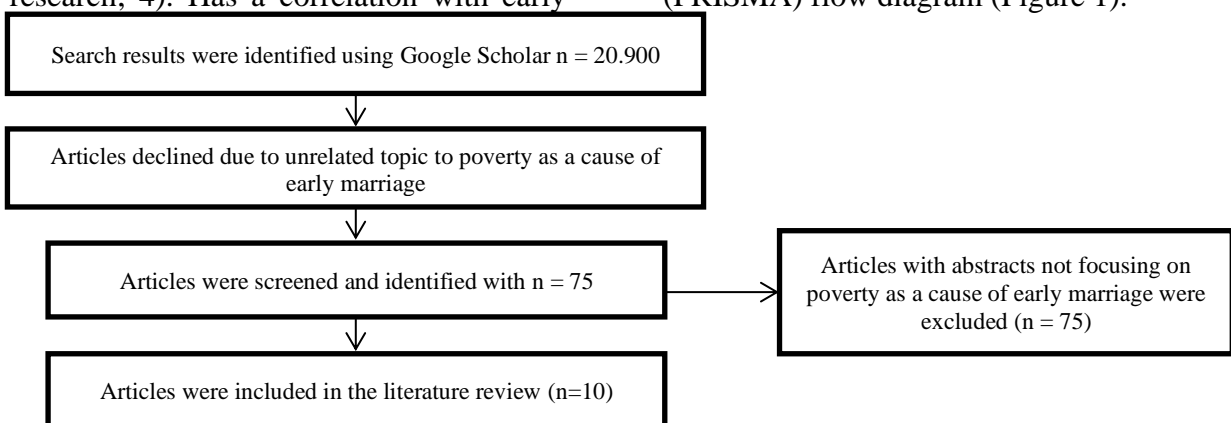 research, 4). Has a correlation with early
(PRISMA) flow diagram (Figure 1).
Search results were identified using Google Scholar n = 20.900
Articles declined due to unrelated topic to poverty as a cause of
early marriage
Articles were screened and identified with n = 75
Articles with abstracts not focusing on
poverty as a cause of early marriage were
excluded (n = 75)
Articles were included in the literature review (n=10)